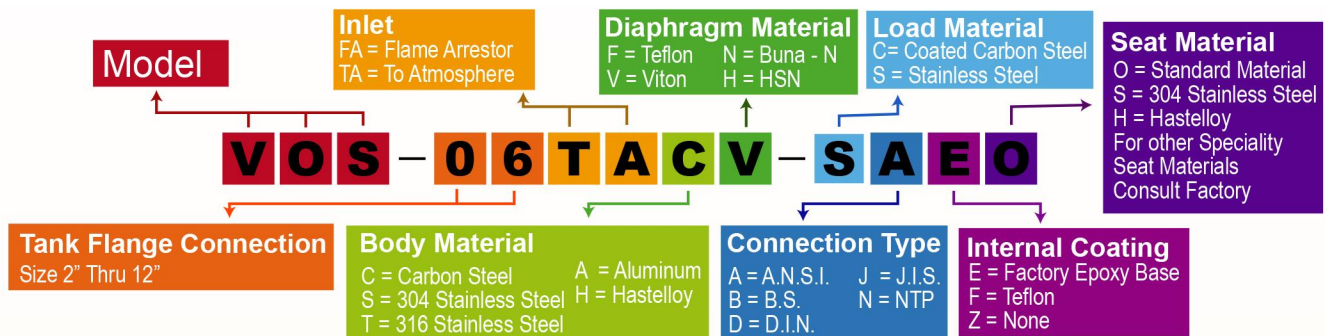 Model
Inlet
FA = Flame Arrestor
TA = To Atmosphere
Diaphragm Material
F = Teflon N = Buna - N
V = Viton H = HSN
Load Material
C= Coated Carbon Steel
S = Stainless Steel
Seat Material
O = Standard Material
S = 304 Stainless Steel
H = Hastelloy
For other Speciality
Seat Materials
Consult Factory
VOS-06TACV-SAEO
Tank Flange Connection
Size 2” Thru 12”
Body Material
C = Carbon Steel A = Aluminum
S = 304 Stainless Steel H = Hastelloy
T = 316 Stainless Steel
Connection Type
A = A.N.S.I. J = J.I.S.
B = B.S. N = NTP
D = D.I.N.
Internal Coating
E = Factory Epoxy Base
F = Teflon
Z = None